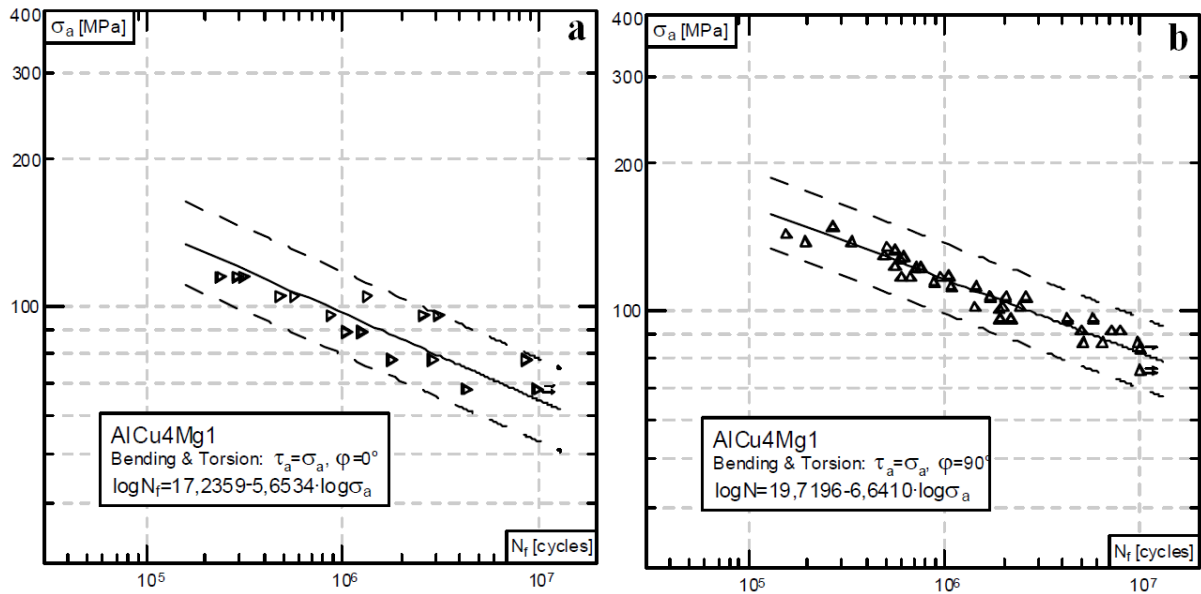 400
σa [MPa]
a
300
200
100
AlCu4Mg1
Bending & Torsion: τa=σa, φ=0°
logNf=17,2359-5,6534·logσa
Nf [cycles]
10^5
10^6
10^7
400
σa [MPa]
b
300
200
100
AlCu4Mg1
Bending & Torsion: τa=σa, φ=90°
logN=19,7196-6,6410·logσa
Nf [cycles]
10^5
10^6
10^7